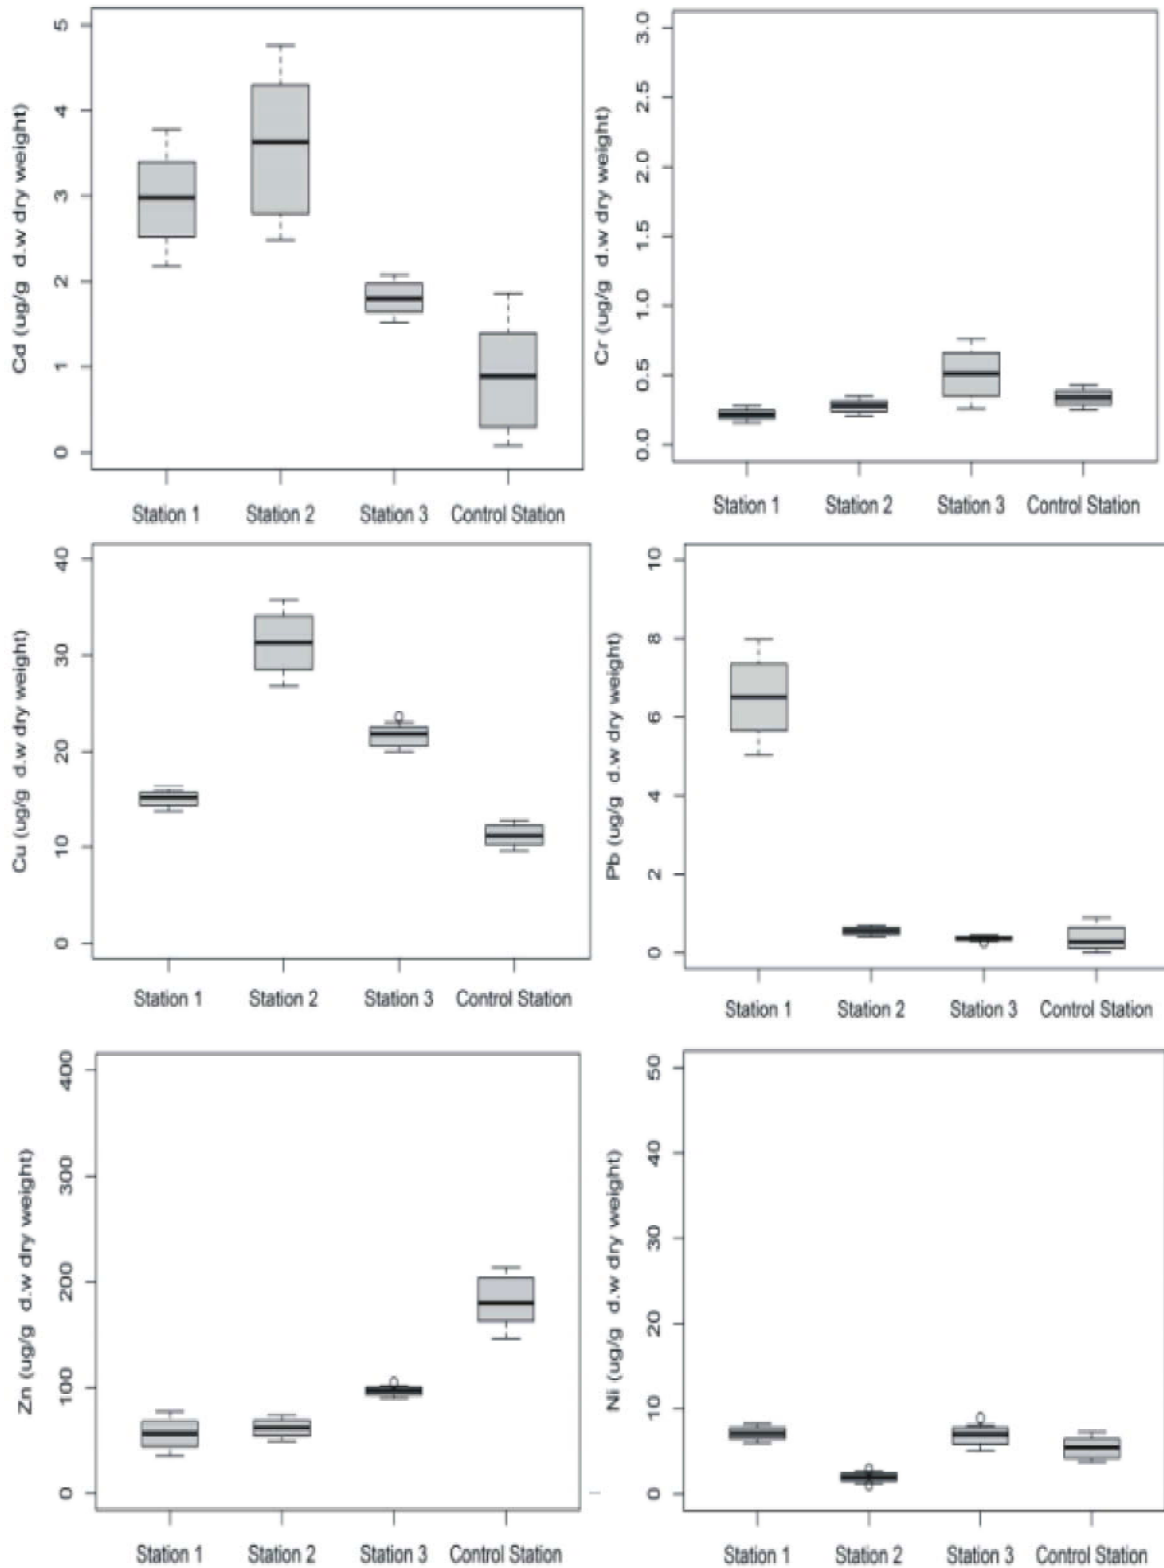 Cd (ug/g d.w dry weight)
5
4
3
2
1
0
Station 1 Station 2 Station 3 Control Station
Cr (ug/g d.w dry weight)
3.0
2.5
2.0
1.5
1.0
0.5
0.0
Station 1 Station 2 Station 3 Control Station
Cu (ug/g d.w dry weight)
40
30
20
10
0
Station 1 Station 2 Station 3 Control Station
Pb (ug/g d.w dry weight)
10
8
6
4
2
0
Station 1 Station 2 Station 3 Control Station
Zn (ug/g d.w dry weight)
400
300
200
100
0
Station 1 Station 2 Station 3 Control Station
Ni (ug/g d.w dry weight)
50
40
30
20
10
0
Station 1 Station 2 Station 3 Control Station